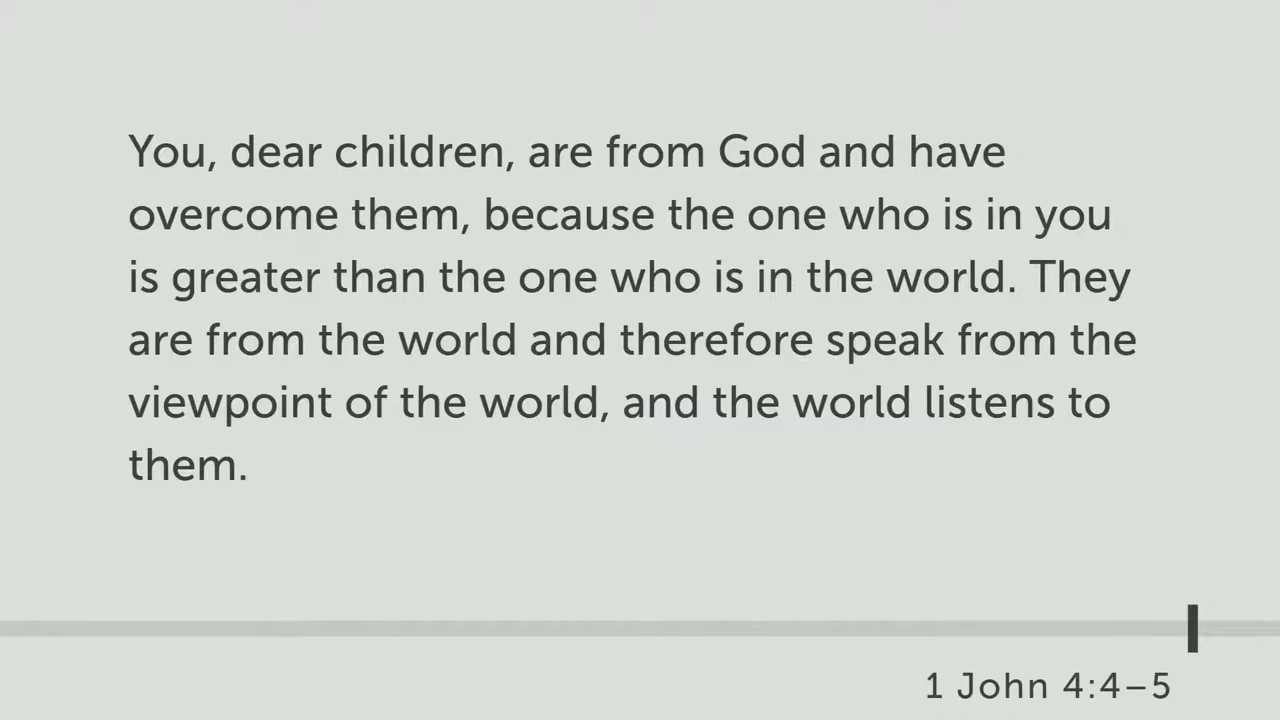 You, dear children, are from God and have
overcome them, because the one who is in you
is greater than the one who is in the world. They
are from the world and therefore speak from the
viewpoint of the world, and the world listens to
them.
1 John 4:4–5